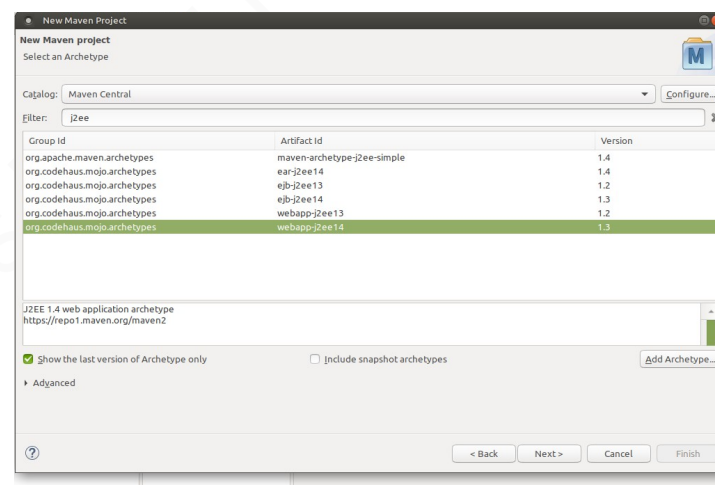 New Maven Project
New Maven project
Select an Archetype
M
Catalog: Maven Central Configure...
Filter: j2ee
Group Id Artifact Id Version
org.apache.maven.archetypes maven-archetype-j2ee-simple 1.4
org.codehaus.mojo.archetypes ear-j2ee14 1.4
org.codehaus.mojo.archetypes ejb-j2ee13 1.2
org.codehaus.mojo.archetypes ejb-j2ee14 1.3
org.codehaus.mojo.archetypes webapp-j2ee13 1.2
org.codehaus.mojo.archetypes webapp-j2ee14 1.3
J2EE 1.4 web application archetype
https://repo1.maven.org/maven2
Show the last version of Archetype only Include snapshot archetypes Add Archetype...
Advanced
? < Back Next > Cancel Finish